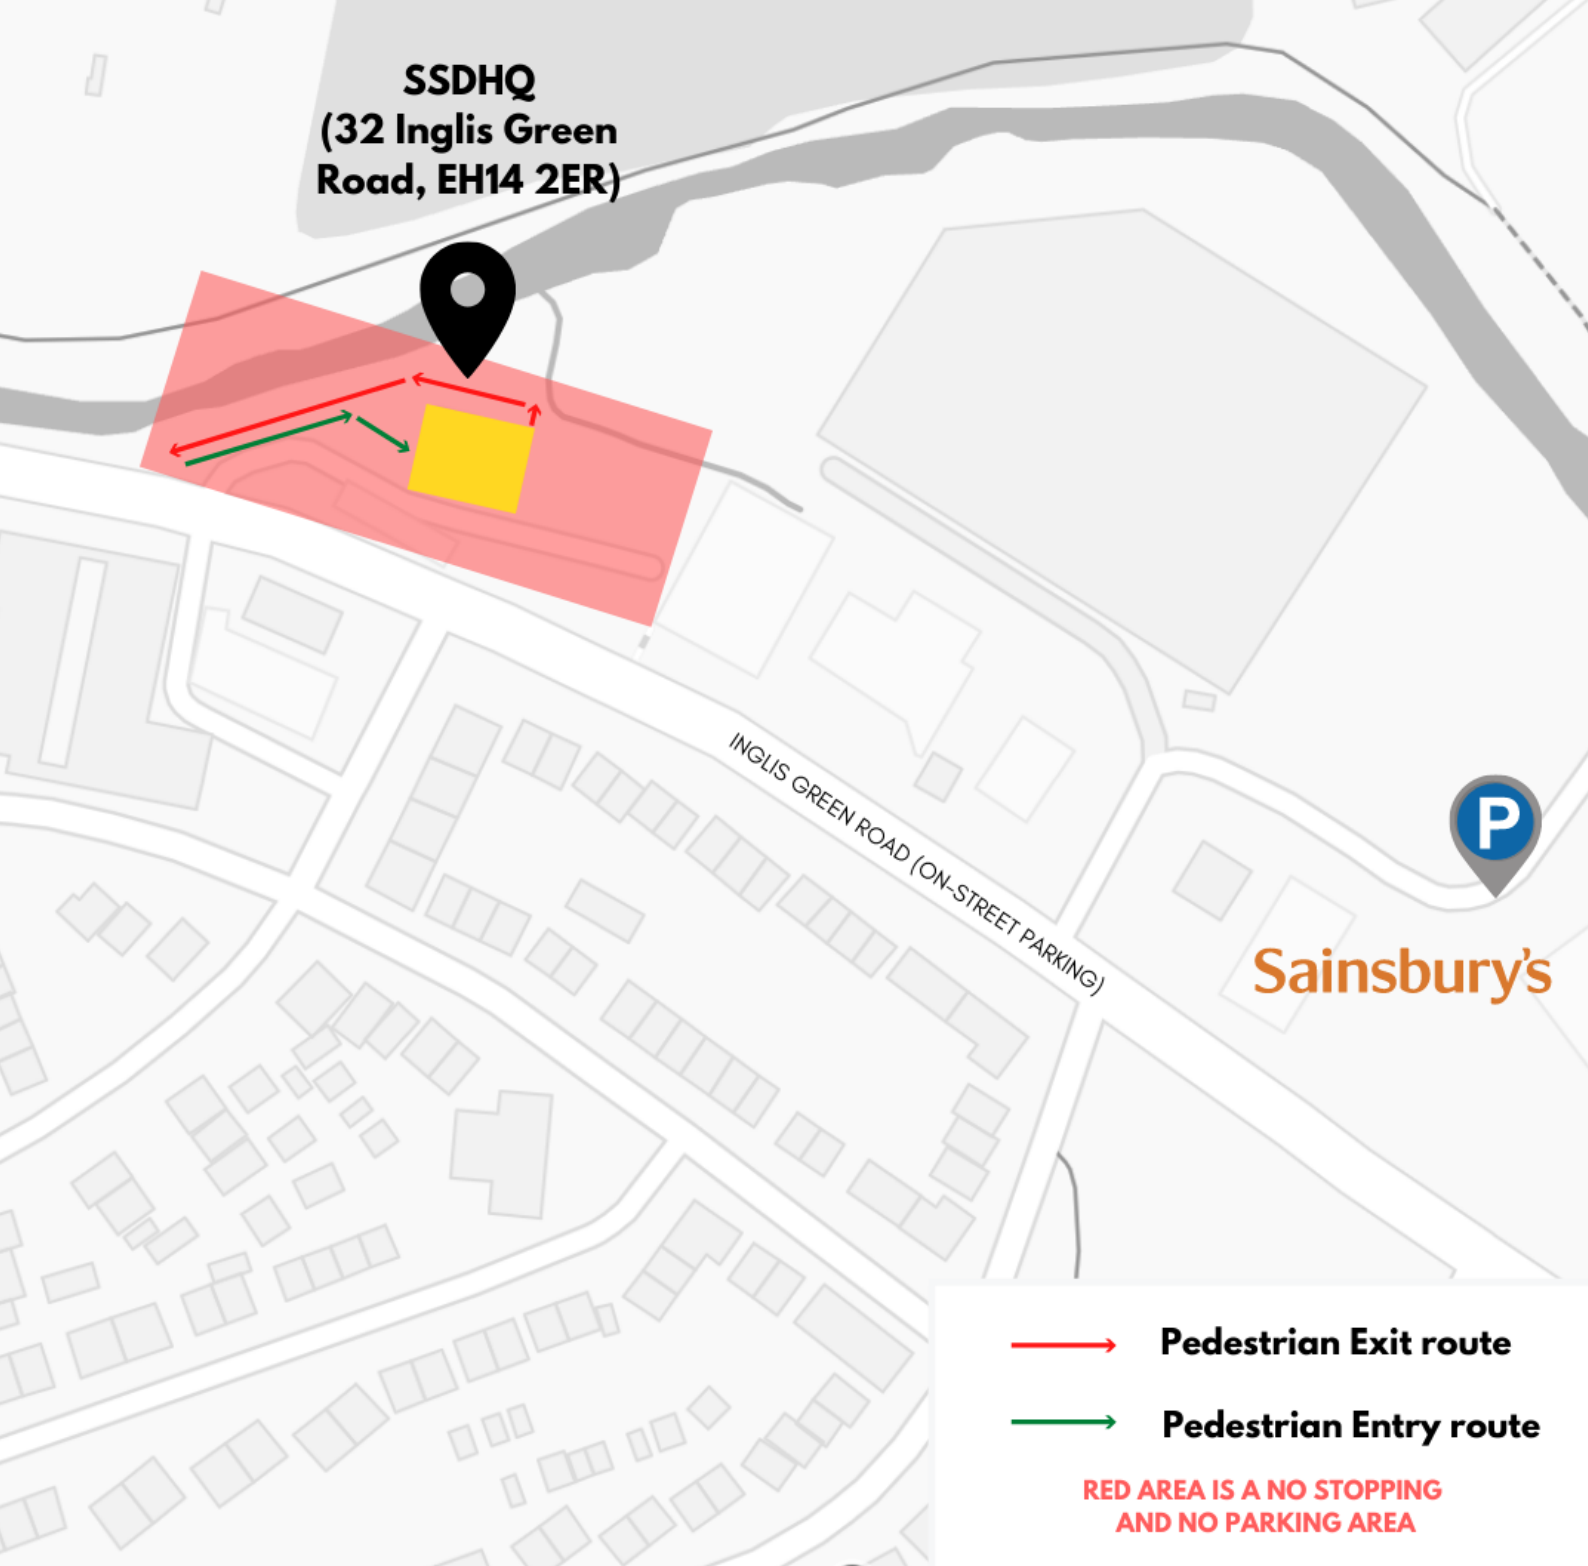 SSDHQ
(32 Inglis Green
Road, EH14 2ER)
INGLIS GREEN ROAD (ON-STREET PARKING)
P
Sainsbury's
Pedestrian Exit route
Pedestrian Entry route
RED AREA IS A NO STOPPING
AND NO PARKING AREA